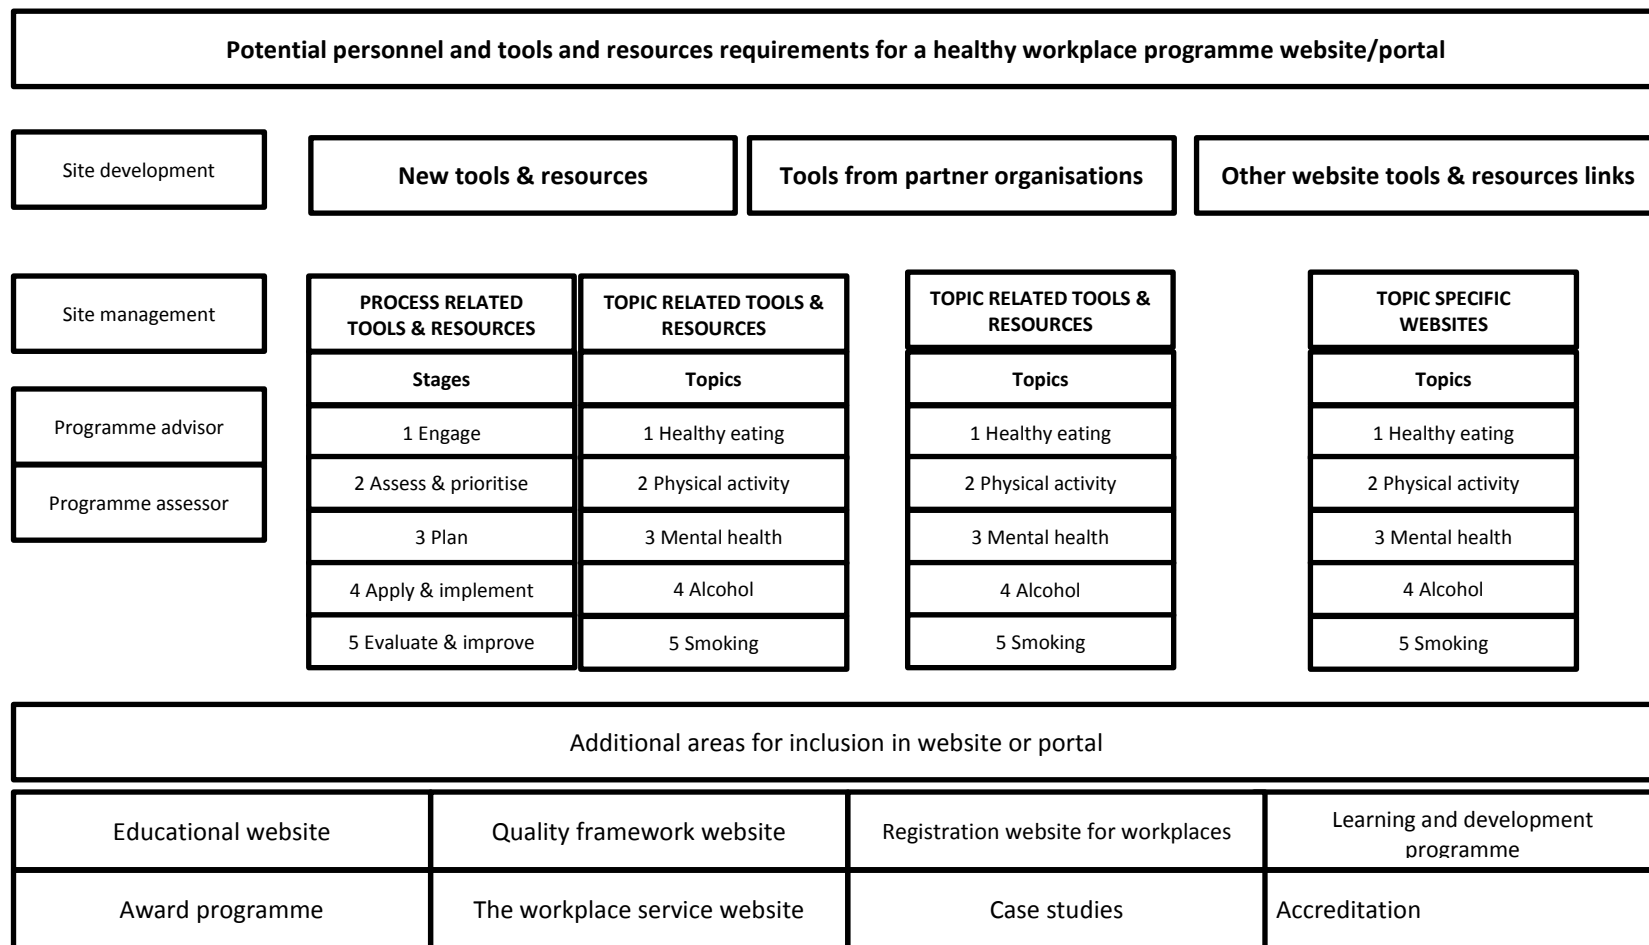 Potential personnel and tools and resources requirements for a healthy workplace programme website/portal
Site development
New tools & resources
Tools from partner organisations
Other website tools & resources links
Site management
Programme advisor
Programme assessor
PROCESS RELATED
TOOLS & RESOURCES
Stages
1 Engage
2 Assess & prioritise
3 Plan
4 Apply & implement
5 Evaluate & improve
TOPIC RELATED TOOLS &
RESOURCES
Topics
1 Healthy eating
2 Physical activity
3 Mental health
4 Alcohol
5 Smoking
TOPIC RELATED TOOLS &
RESOURCES
Topics
1 Healthy eating
2 Physical activity
3 Mental health
4 Alcohol
5 Smoking
TOPIC SPECIFIC
WEBSITES
Topics
1 Healthy eating
2 Physical activity
3 Mental health
4 Alcohol
5 Smoking
Additional areas for inclusion in website or portal
Educational website
Quality framework website
Registration website for workplaces
Learning and development
programme
Award programme
The workplace service website
Case studies
Accreditation